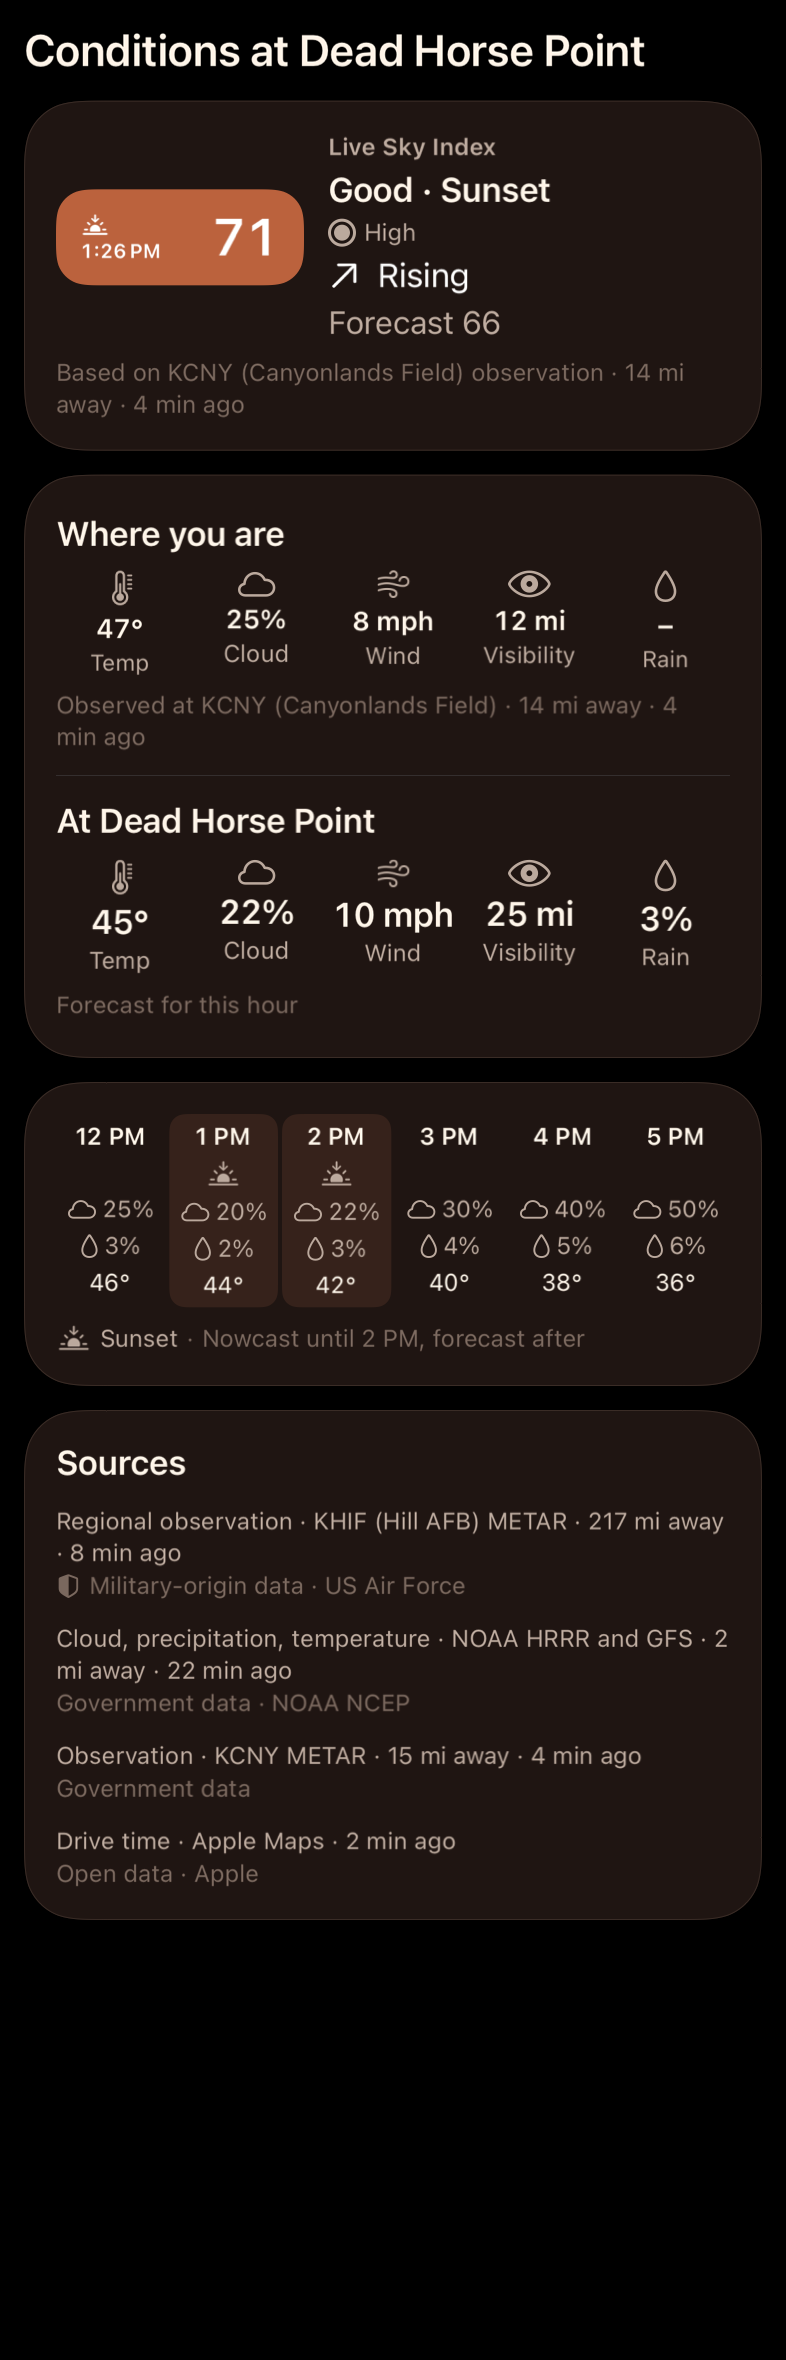 Conditions at Dead Horse Point
Live Sky Index
Good · Sunset
1:26 PM
71
High
Rising
Forecast 66
Based on KCNY (Canyonlands Field) observation · 14 mi
away · 4 min ago
Where you are
47° 25% 8 mph 12 mi –
Temp Cloud Wind Visibility Rain
Observed at KCNY (Canyonlands Field) · 14 mi away · 4
min ago
At Dead Horse Point
45° 22% 10 mph 25 mi 3%
Temp Cloud Wind Visibility Rain
Forecast for this hour
12 PM 1 PM 2 PM 3 PM 4 PM 5 PM
25% 20% 22% 30% 40% 50%
3% 2% 3% 4% 5% 6%
46° 44° 42° 40° 38° 36°
Sunset · Nowcast until 2 PM, forecast after
Sources
Regional observation · KHIF (Hill AFB) METAR · 217 mi away
· 8 min ago
Military-origin data · US Air Force
Cloud, precipitation, temperature · NOAA HRRR and GFS · 2
mi away · 22 min ago
Government data · NOAA NCEP
Observation · KCNY METAR · 15 mi away · 4 min ago
Government data
Drive time · Apple Maps · 2 min ago
Open data · Apple